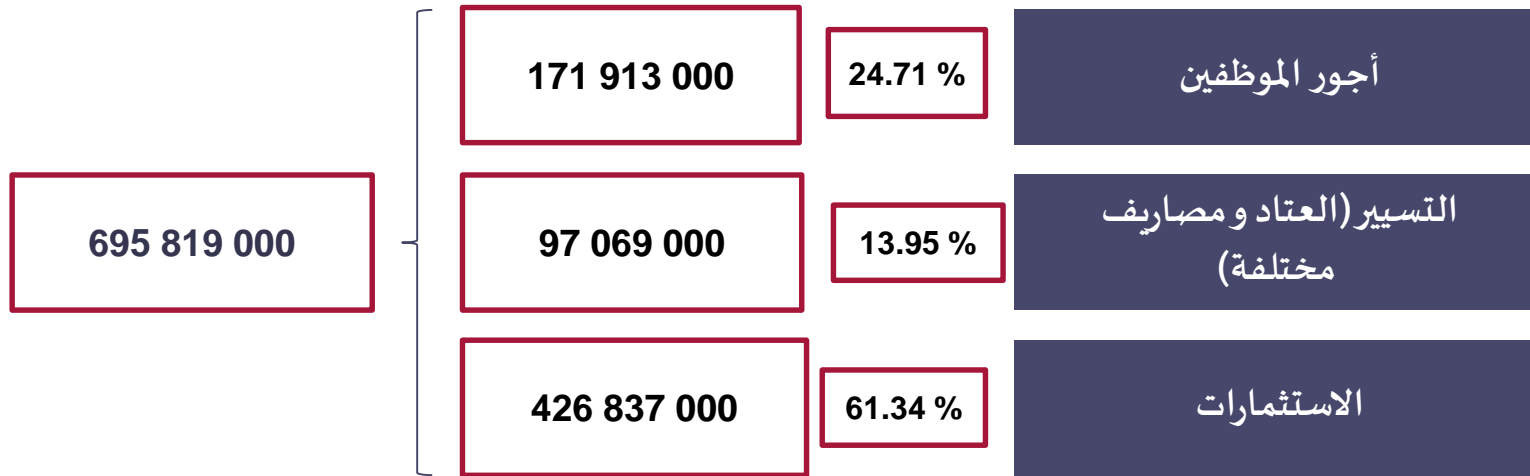 أجور الموظفين
24.71 %
171 913 000
التسيير (العتاد و مصاريف
مختلفة)
13.95 %
97 069 000
695 819 000
الاستثمارات
61.34 %
426 837 000